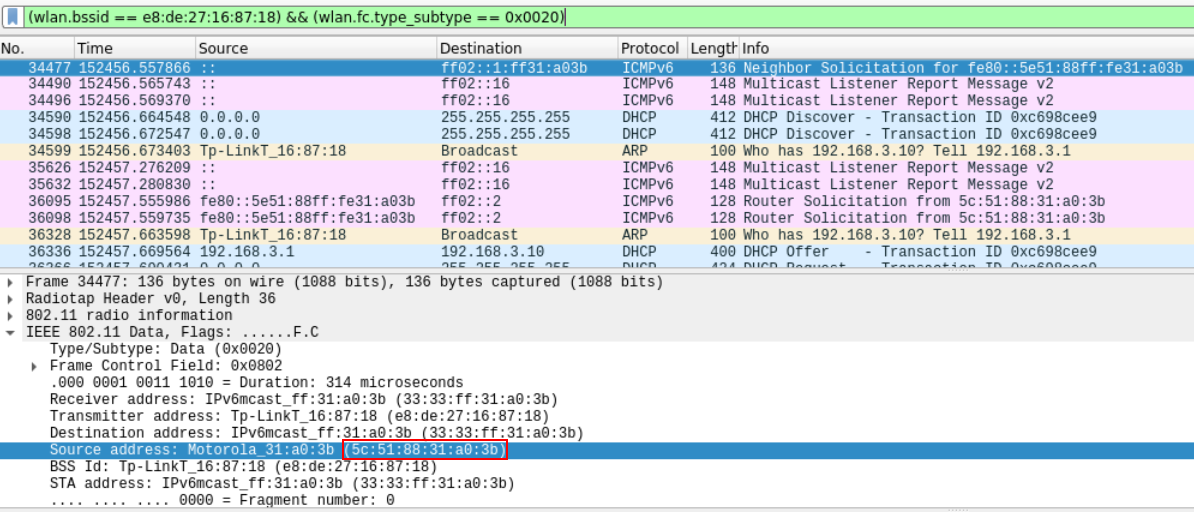 (wlan.bssid == e8:de:27:16:87:18) && (wlan.fc.type_subtype == 0x0020)
No. Time Source Destination Protocol Length Info
34477 152456.557866 :: ff02::1:ff31:a03b ICMPv6 136 Neighbor Solicitation for fe80::5e51:88ff:fe31:a03b
34490 152456.565743 :: ff02::16 ICMPv6 148 Multicast Listener Report Message v2
34496 152456.569370 :: ff02::16 ICMPv6 148 Multicast Listener Report Message v2
34590 152456.664548 0.0.0.0 255.255.255.255 DHCP 412 DHCP Discover - Transaction ID 0xc698cee9
34598 152456.672547 0.0.0.0 255.255.255.255 DHCP 412 DHCP Discover - Transaction ID 0xc698cee9
34599 152456.673403 Tp-LinkT_16:87:18 Broadcast ARP 100 Who has 192.168.3.10? Tell 192.168.3.1
35626 152457.276209 :: ff02::16 ICMPv6 148 Multicast Listener Report Message v2
35632 152457.280830 :: ff02::16 ICMPv6 148 Multicast Listener Report Message v2
36095 152457.555986 fe80::5e51:88ff:fe31:a03b ff02::2 ICMPv6 128 Router Solicitation from 5c:51:88:31:a0:3b
36098 152457.559735 fe80::5e51:88ff:fe31:a03b ff02::2 ICMPv6 128 Router Solicitation from 5c:51:88:31:a0:3b
36328 152457.663598 Tp-LinkT_16:87:18 Broadcast ARP 100 Who has 192.168.3.10? Tell 192.168.3.1
36336 152457.669564 192.168.3.1 192.168.3.10 DHCP 400 DHCP Offer - Transaction ID 0xc698cee9
Frame 34477: 136 bytes on wire (1088 bits), 136 bytes captured (1088 bits)
Radiotap Header v0, Length 36
802.11 radio information
IEEE 802.11 Data, Flags: ......F.C
Type/Subtype: Data (0x0020)
Frame Control Field: 0x0802
.000 0001 0011 1010 = Duration: 314 microseconds
Receiver address: IPv6mcast_ff:31:a0:3b (33:33:ff:31:a0:3b)
Transmitter address: Tp-LinkT_16:87:18 (e8:de:27:16:87:18)
Destination address: IPv6mcast_ff:31:a0:3b (33:33:ff:31:a0:3b)
Source address: Motorola_31:a0:3b (5c:51:88:31:a0:3b)
BSS Id: Tp-LinkT_16:87:18 (e8:de:27:16:87:18)
STA address: IPv6mcast_ff:31:a0:3b (33:33:ff:31:a0:3b)
.... .... .... 0000 = Fragment number: 0